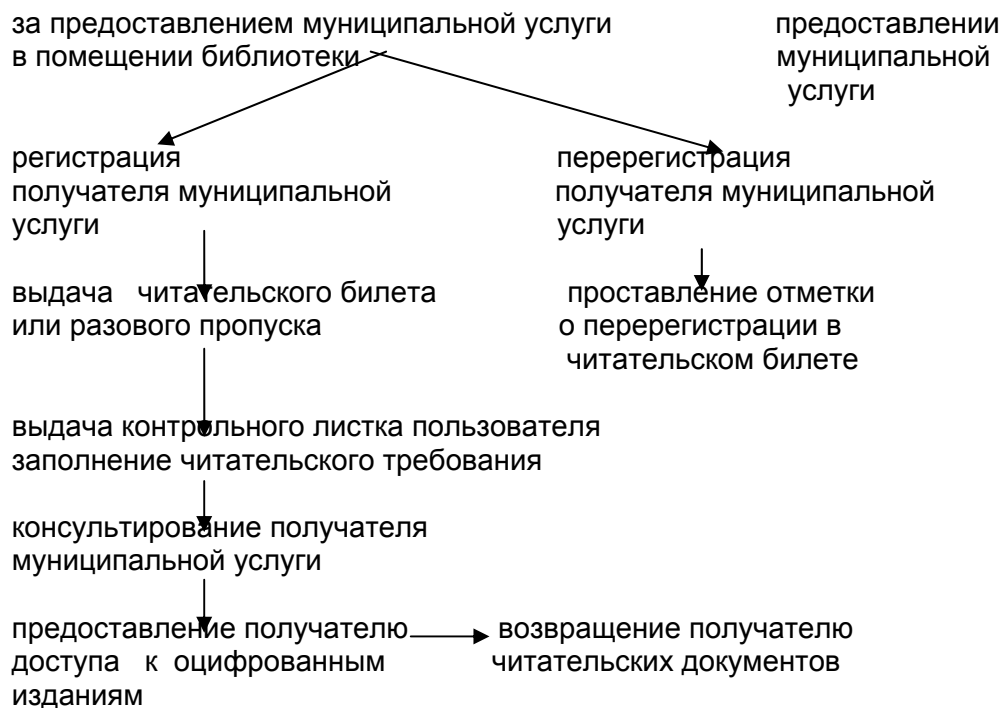 за предоставлением муниципальной услуги предоставлении
в помещении библиотеки муниципальной
услуги
регистрация перерегистрация
получателя муниципальной получателя муниципальной
услуги услуги
выдача читательского билета проставление отметки
или разового пропуска о перерегистрации в
читательском билете
выдача контрольного листка пользователя
заполнение читательского требования
консультирование получателя
муниципальной услуги
предоставление получателю возвращение получателю
доступа к оцифрованным читательских документов
изданиям